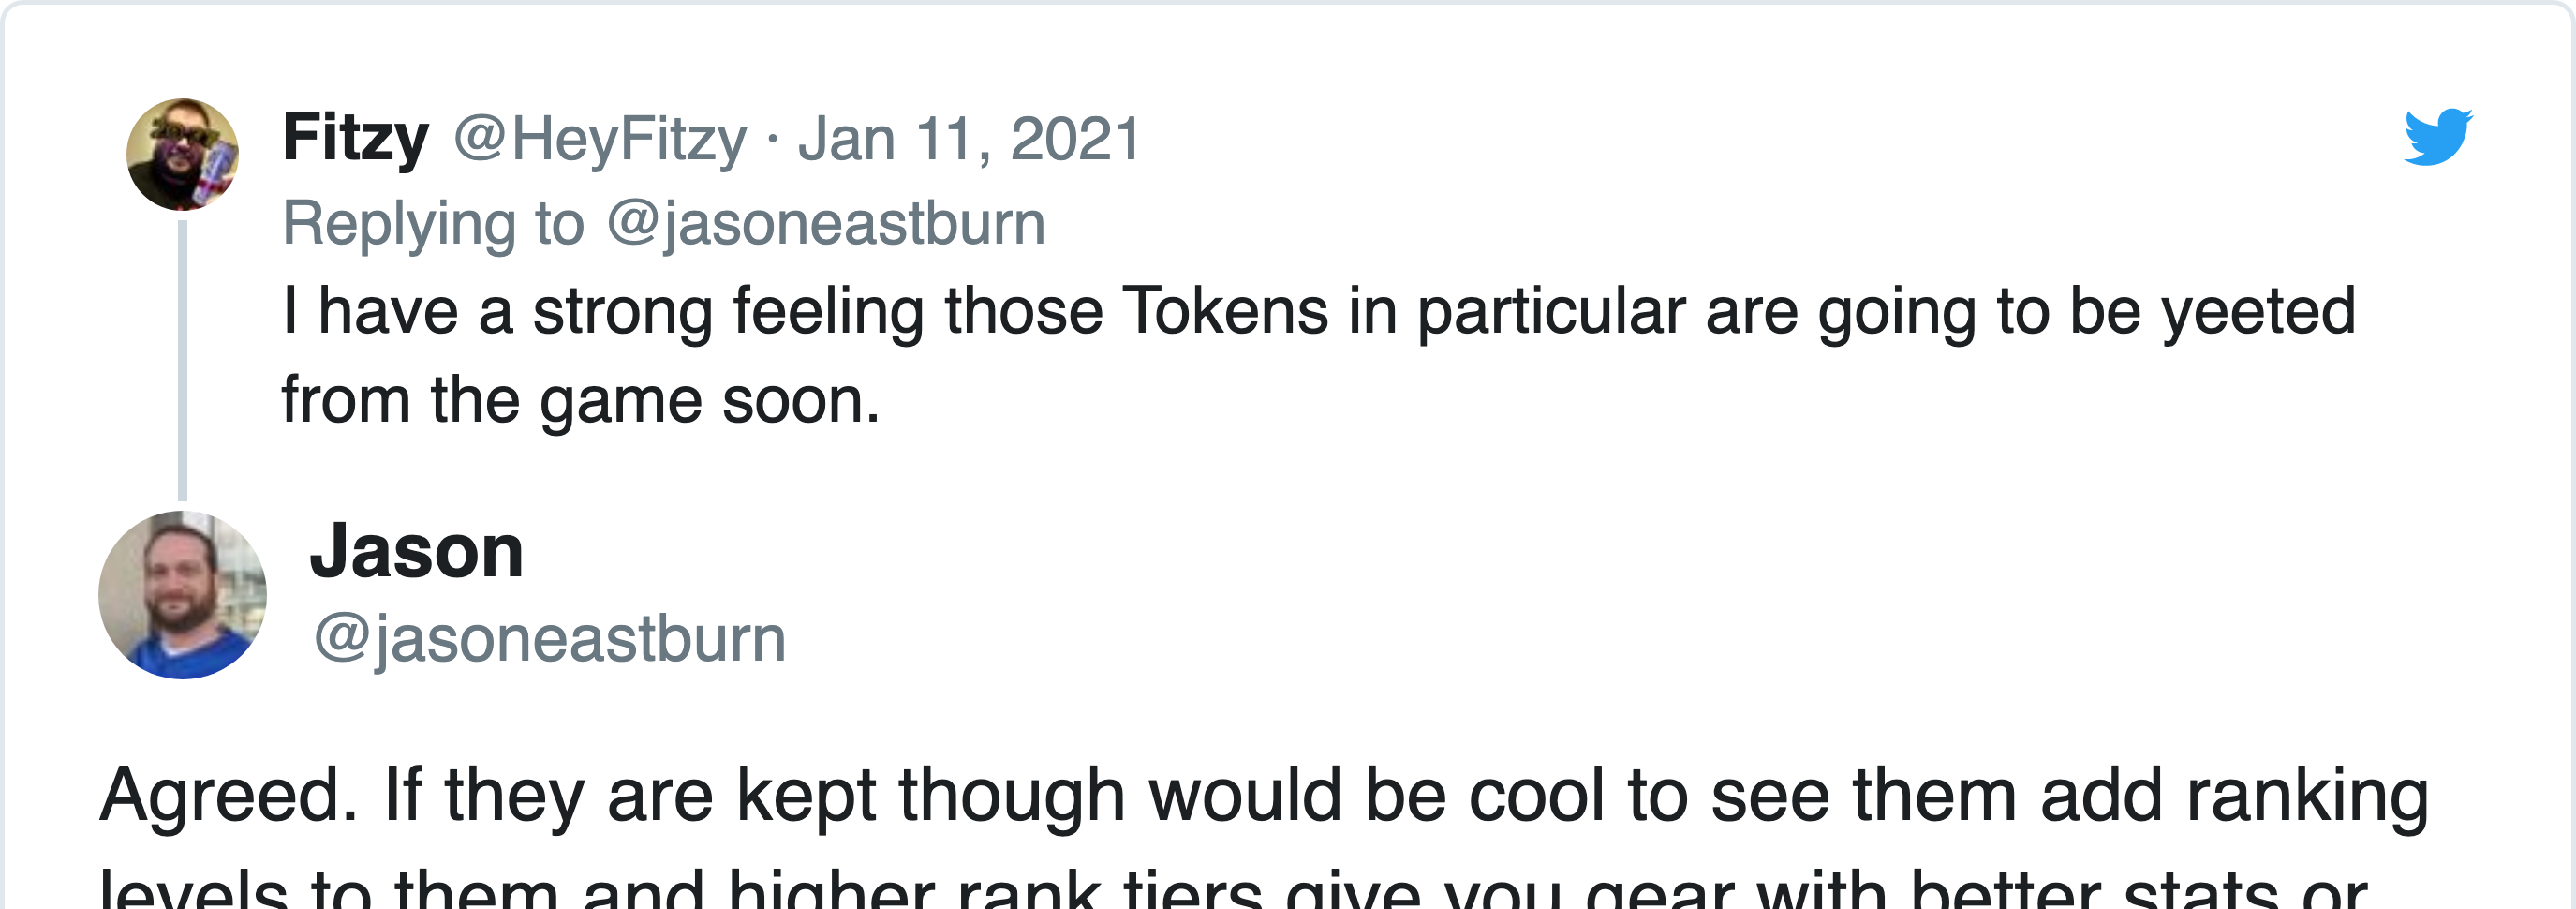 Fitzy @HeyFitzy · Jan 11, 2021
Replying to @jasoneastburn
I have a strong feeling those Tokens in particular are going to be yeeted
from the game soon.
Jason
@jasoneastburn
Agreed. If they are kept though would be cool to see them add ranking
levels to them and higher rank tiers give you gear with better stats or